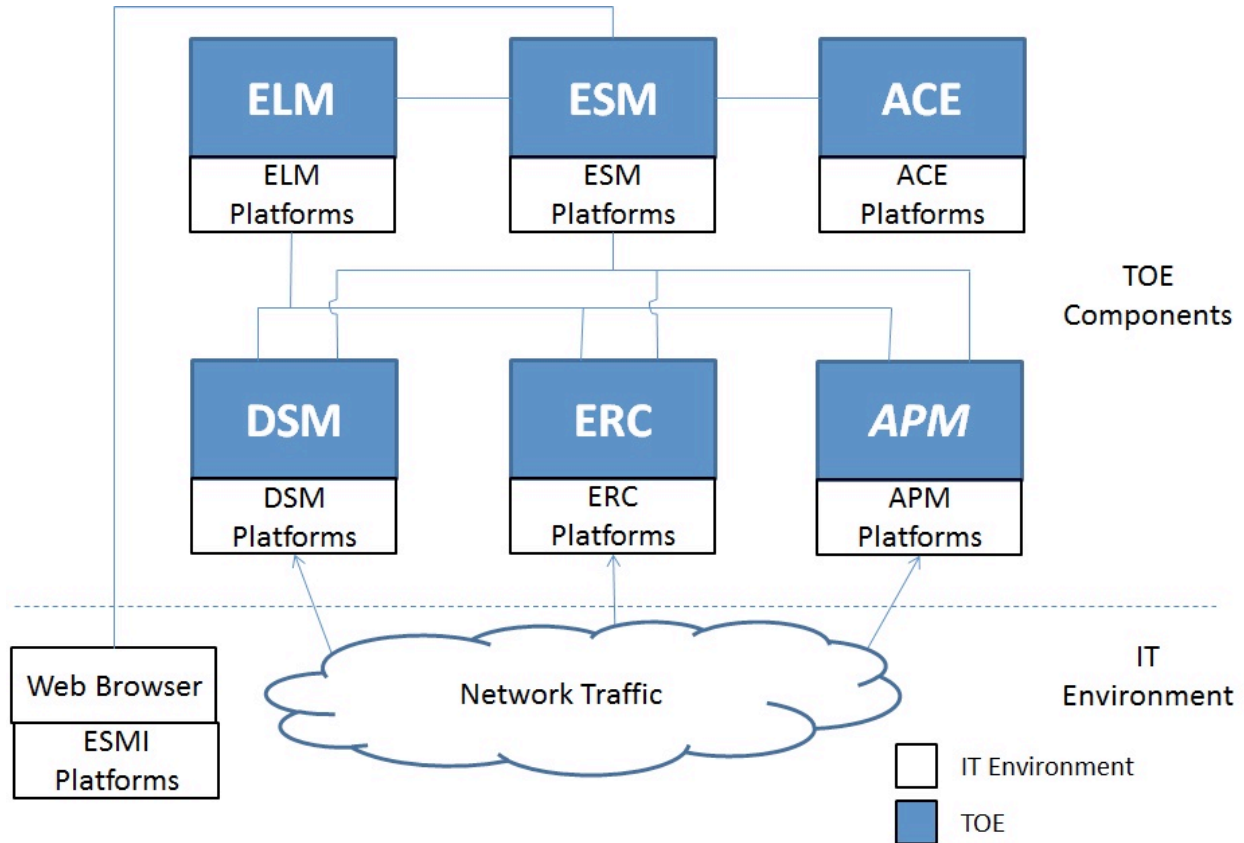 ELM
ESM
ACE
ELM
Platforms
ESM
Platforms
ACE
Platforms
TOE
Components
DSM
ERC
APM
DSM
Platforms
ERC
Platforms
APM
Platforms
Web Browser
ESMI
Platforms
Network Traffic
IT
Environment
IT Environment
TOE